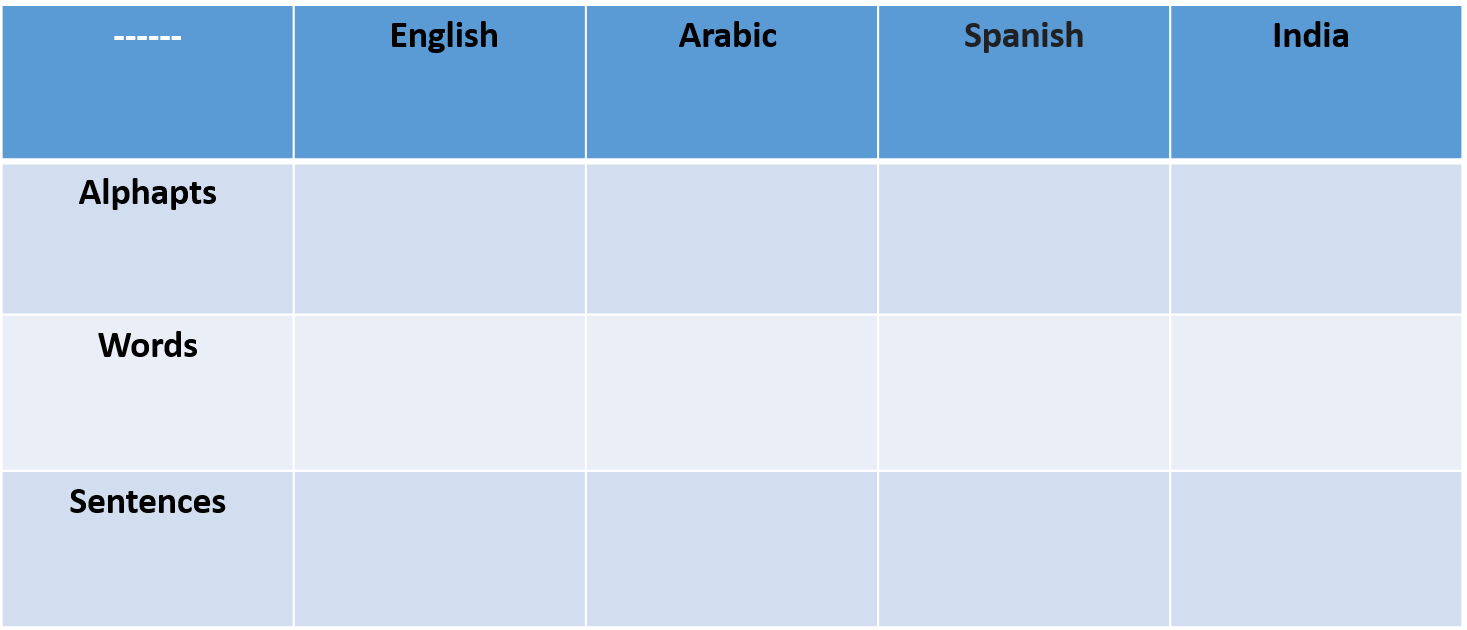 ------ English Arabic Spanish India
Alphapts
Words
Sentences